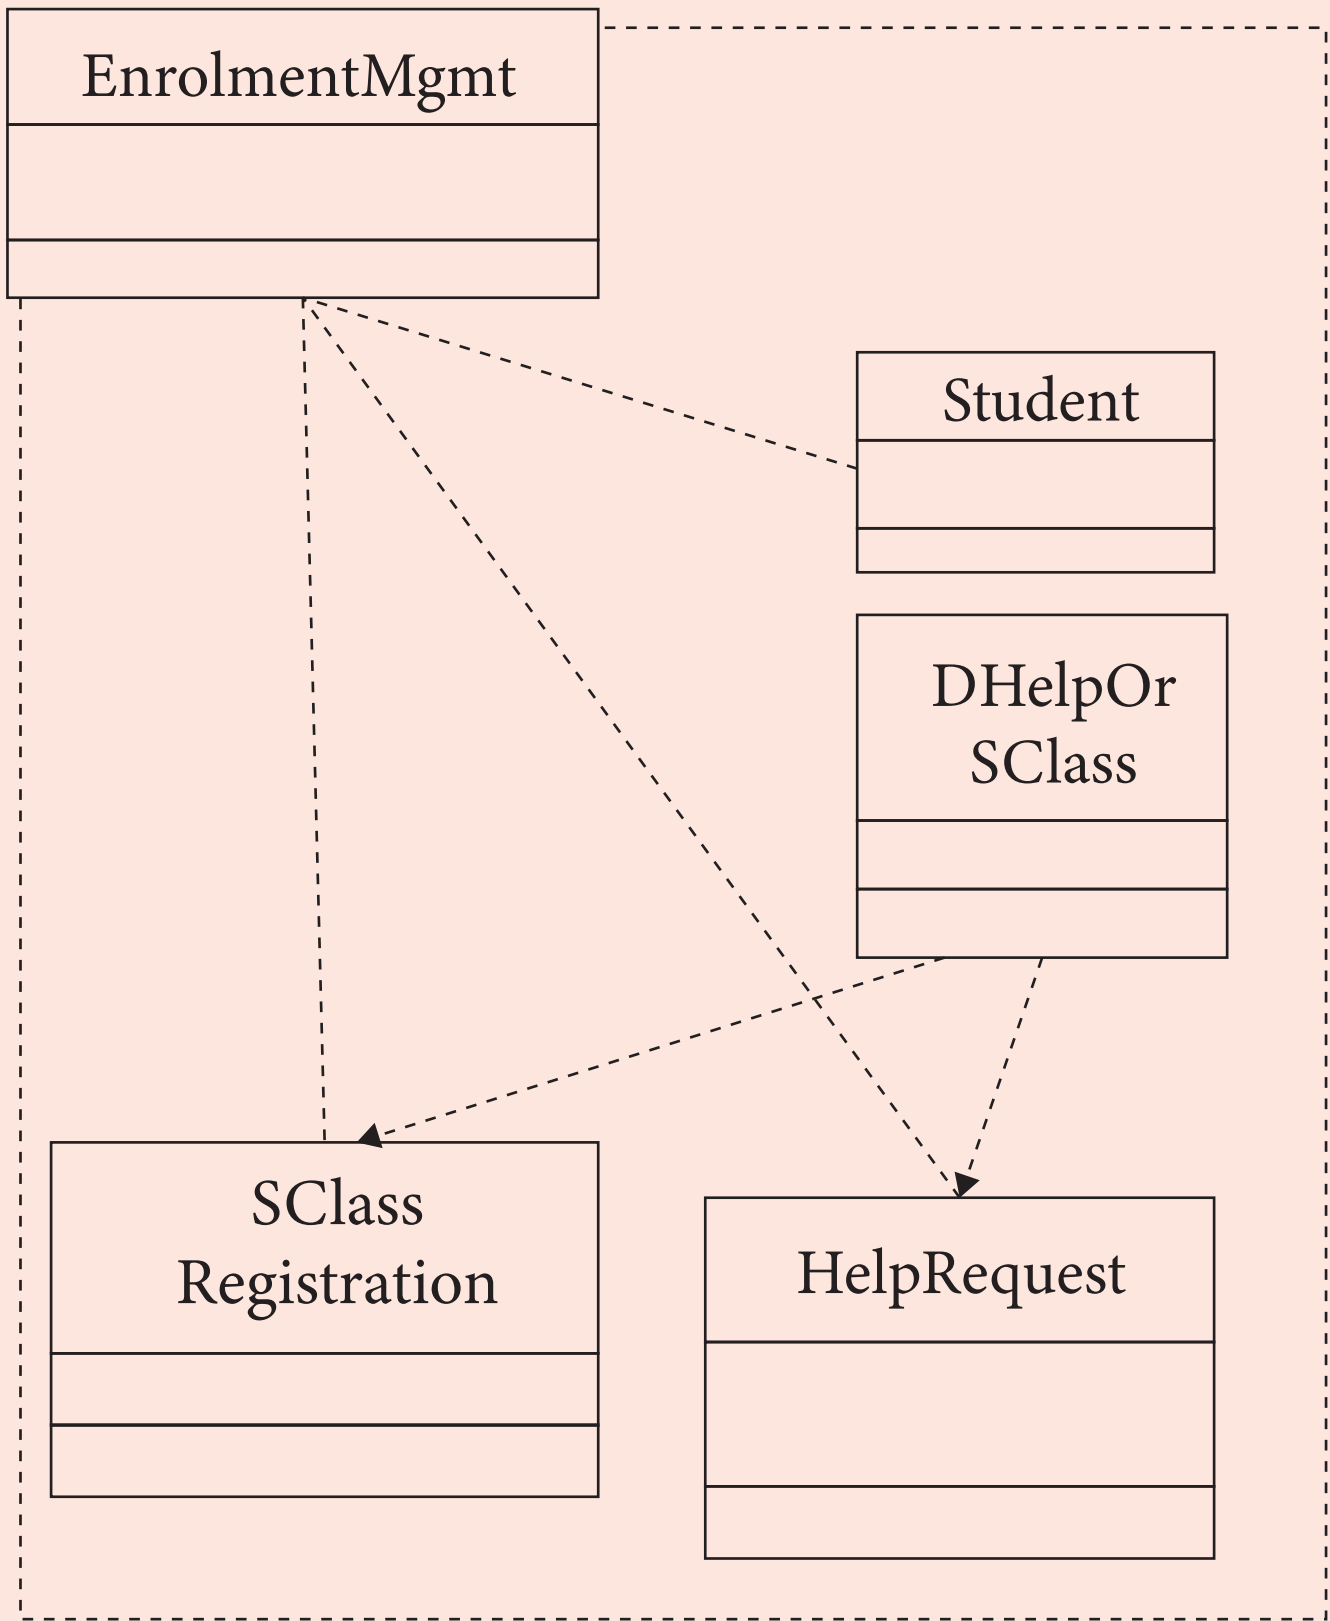 EnrolmentMgmt
Student
DHelpOr
SClass
SClass
Registration
HelpRequest